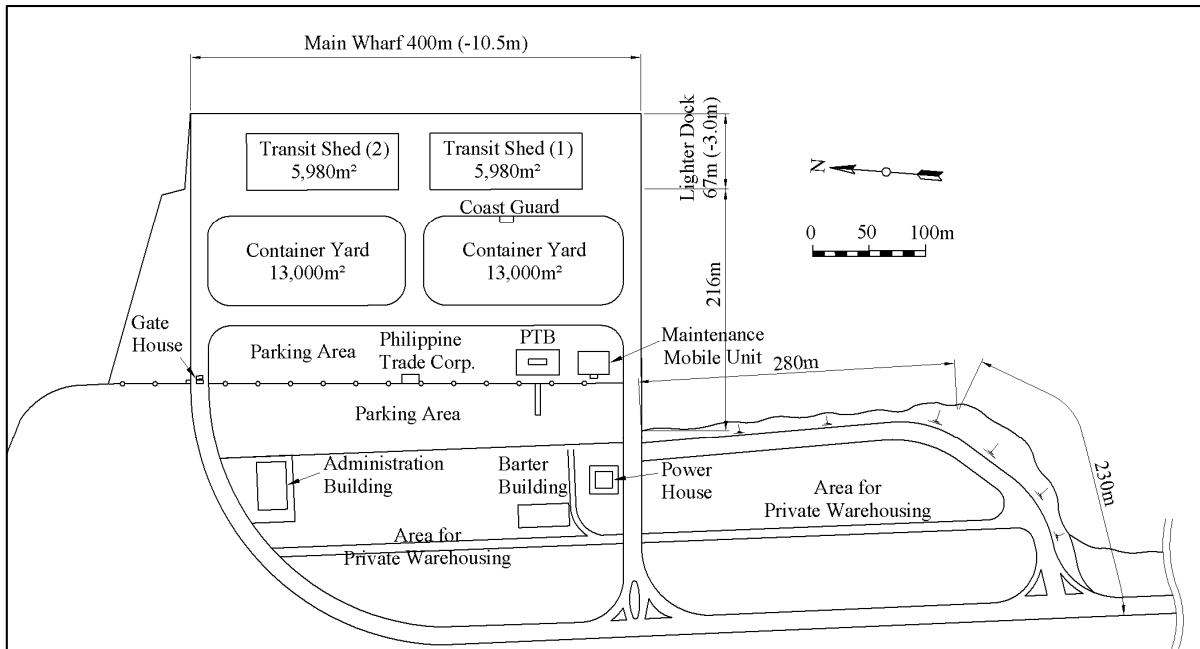 Main Wharf 400m (-10.5m)
Lighter Dock
67m (-3.0m)
Transit Shed (2)
5,980m²
Transit Shed (1)
5,980m²
N
Coast Guard
0 50 100m
Container Yard
13,000m²
Container Yard
13,000m²
216m
Gate
House
Parking Area
Philippine
Trade Corp.
PTB
Maintenance
Mobile Unit
280m
Parking Area
Administration
Building
Barter
Building
Power
House
230m
Area for
Private Warehousing
Area for
Private Warehousing